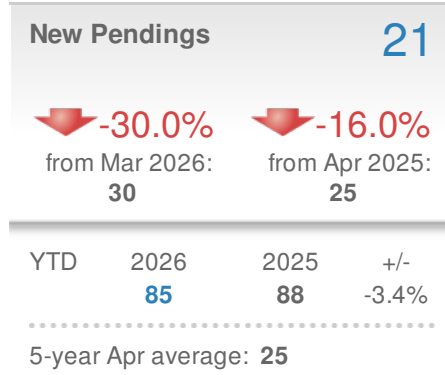 New Pendings 21
-30.0% -16.0%
from Mar 2026: from Apr 2025:
30 25
YTD 2026 2025 +/-
85 88 -3.4%
5-year Apr average: 25